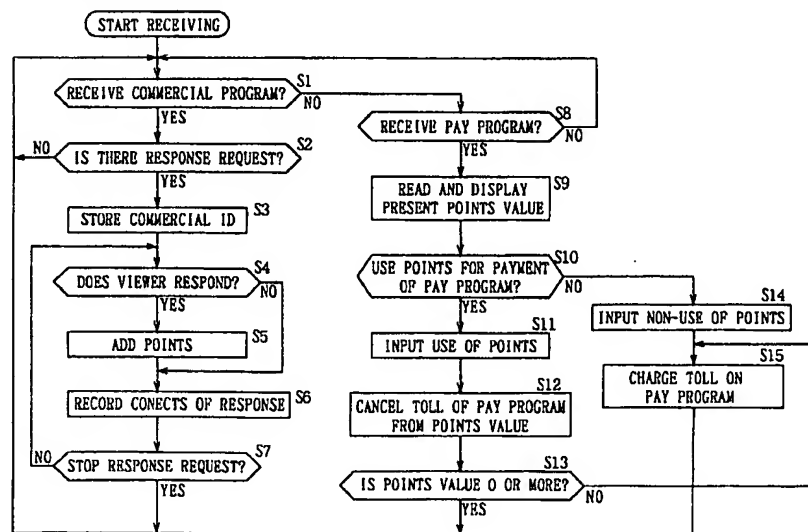 START RECEIVING
S1
RECEIVE COMMERCIAL PROGRAM?
NO
YES
S2
NO
IS THERE RESPONSE REQUEST?
YES
S3
STORE COMMERCIAL ID
S4
DOES VIEWER RESPOND?
YES
NO
S5
ADD POINTS
S6
RECORD CONECTS OF RESPONSE
S7
NO
STOP RESPONSE REQUEST?
YES
S8
RECEIVE PAY PROGRAM?
NO
YES
S9
READ AND DISPLAY
PRESENT POINTS VALUE
S10
USE POINTS FOR PAYMENT
OF PAY PROGRAM?
NO
YES
S11
INPUT USE OF POINTS
S12
CANCEL TOLL OF PAY PROGRAM
FROM POINTS VALUE
S13
IS POINTS VALUE 0 OR MORE?
NO
YES
S14
INPUT NON-USE OF POINTS
S15
CHARGE TOLL ON
PAY PROGRAM